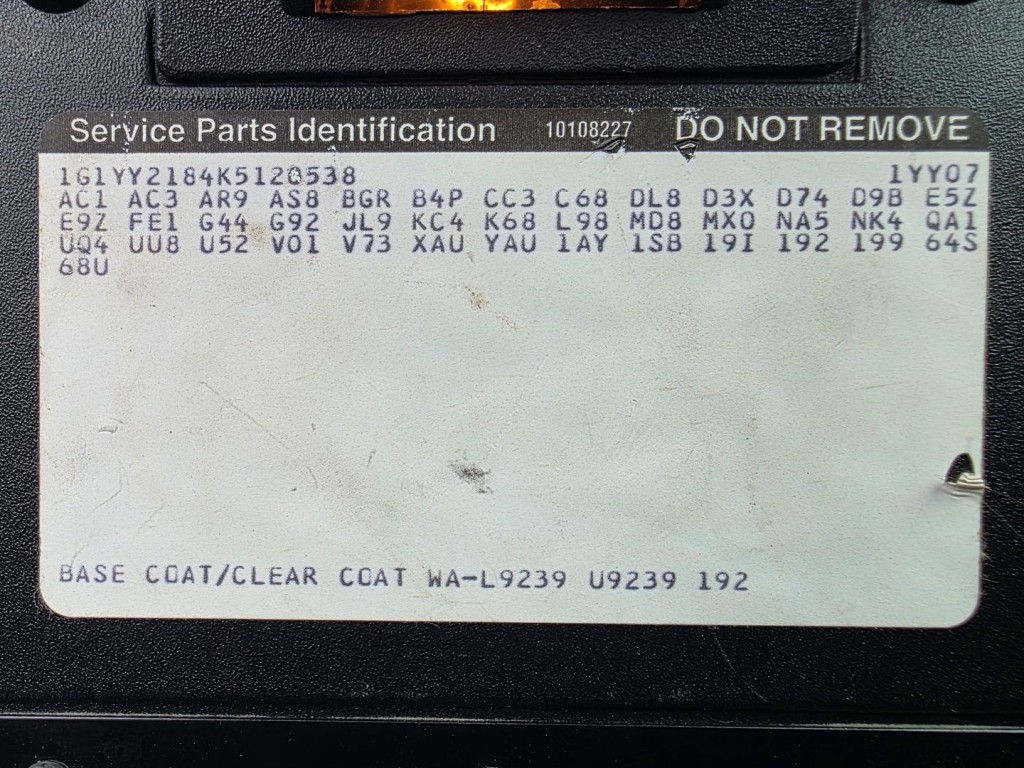 Service Parts Identification 10108227 DO NOT REMOVE
1G1YY2184K5120538 1YY07
AC1 AC3 AR9 AS8 BGR B4P CC3 C68 DL8 D3X D74 D9B E5Z
E9Z FE1 G44 G92 JL9 KC4 K68 L98 MD8 MX0 NA5 NK4 QA1
UQ4 UU8 U52 V01 V73 XAU YAU 1AY 1SB 19I 192 199 64S
68U
BASE COAT/CLEAR COAT WA-L9239 U9239 192